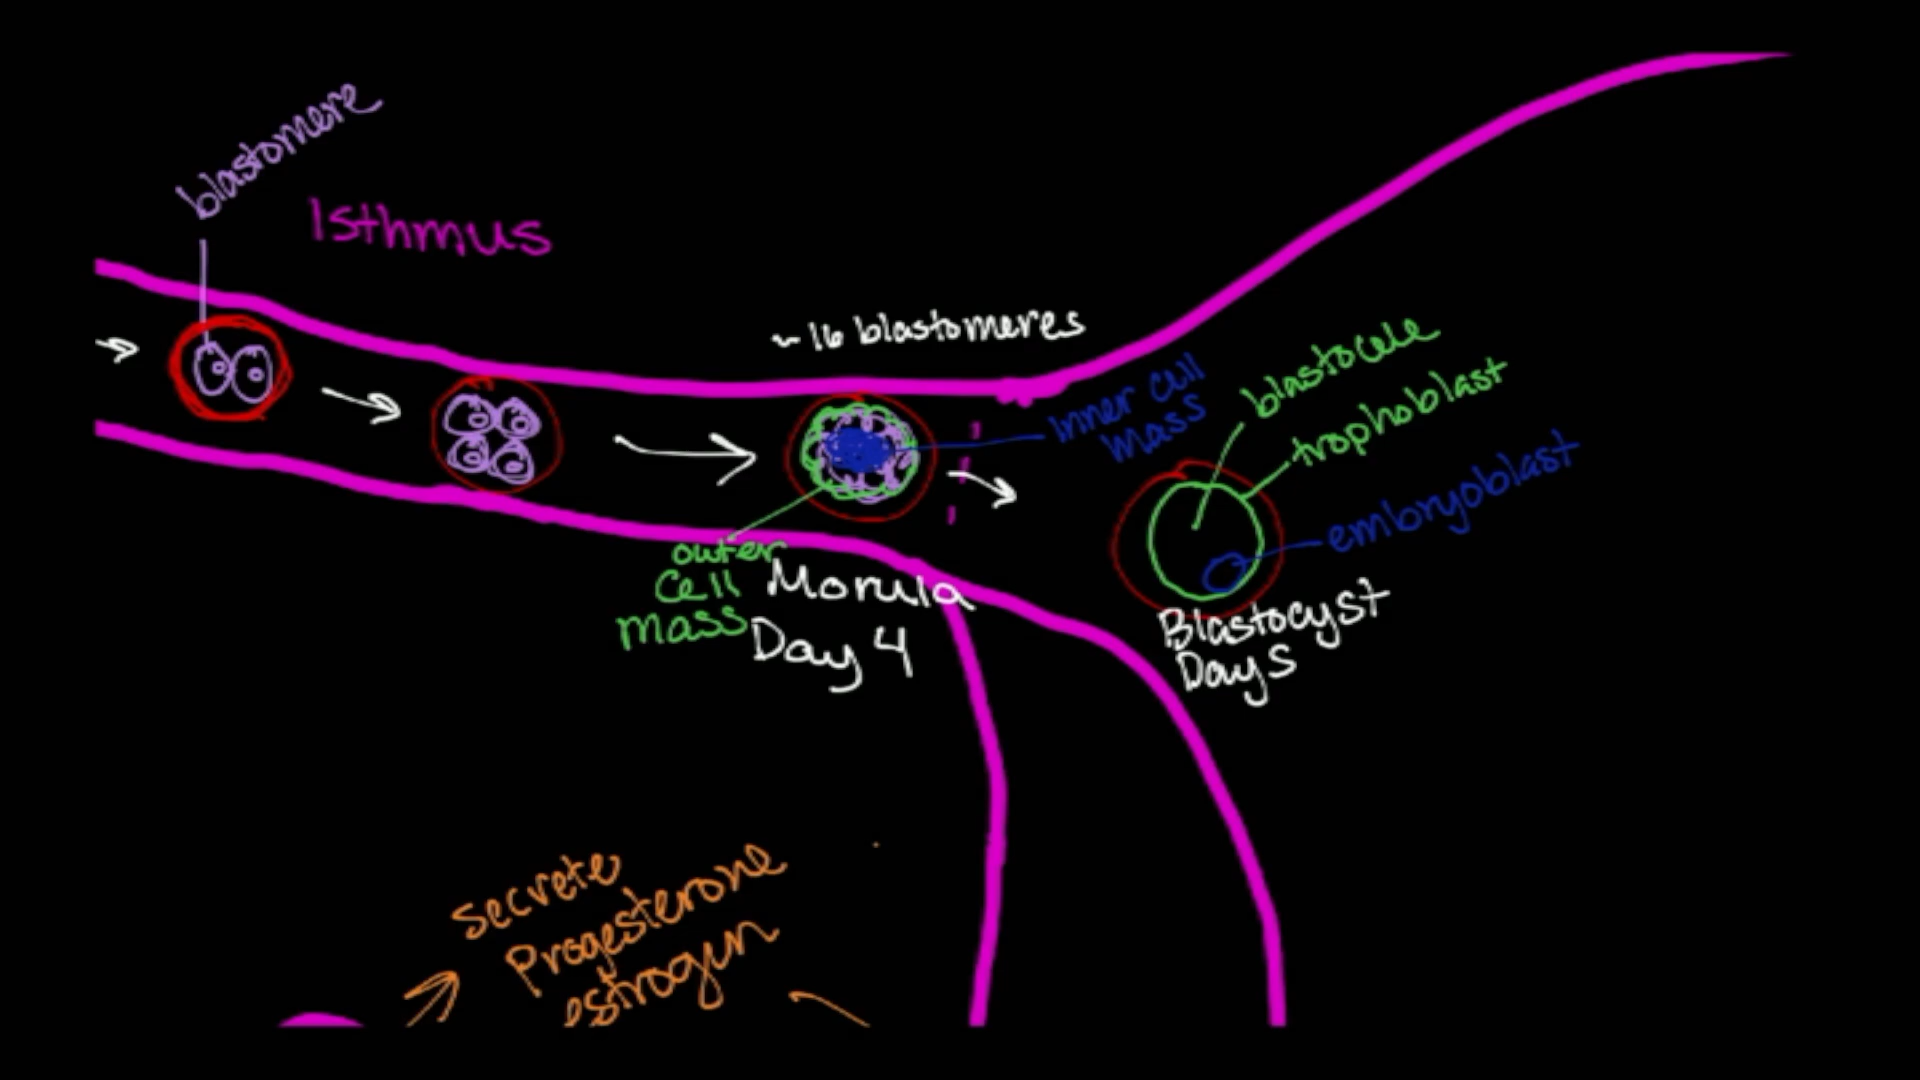 blastomere
Isthmus
~16 blastomeres
inner cell
mass
blastocele
trophoblast
embryoblast
outer
cell
mass
Morula
Day 4
Blastocyst
Day 5
secrete
Progesterone
estrogen